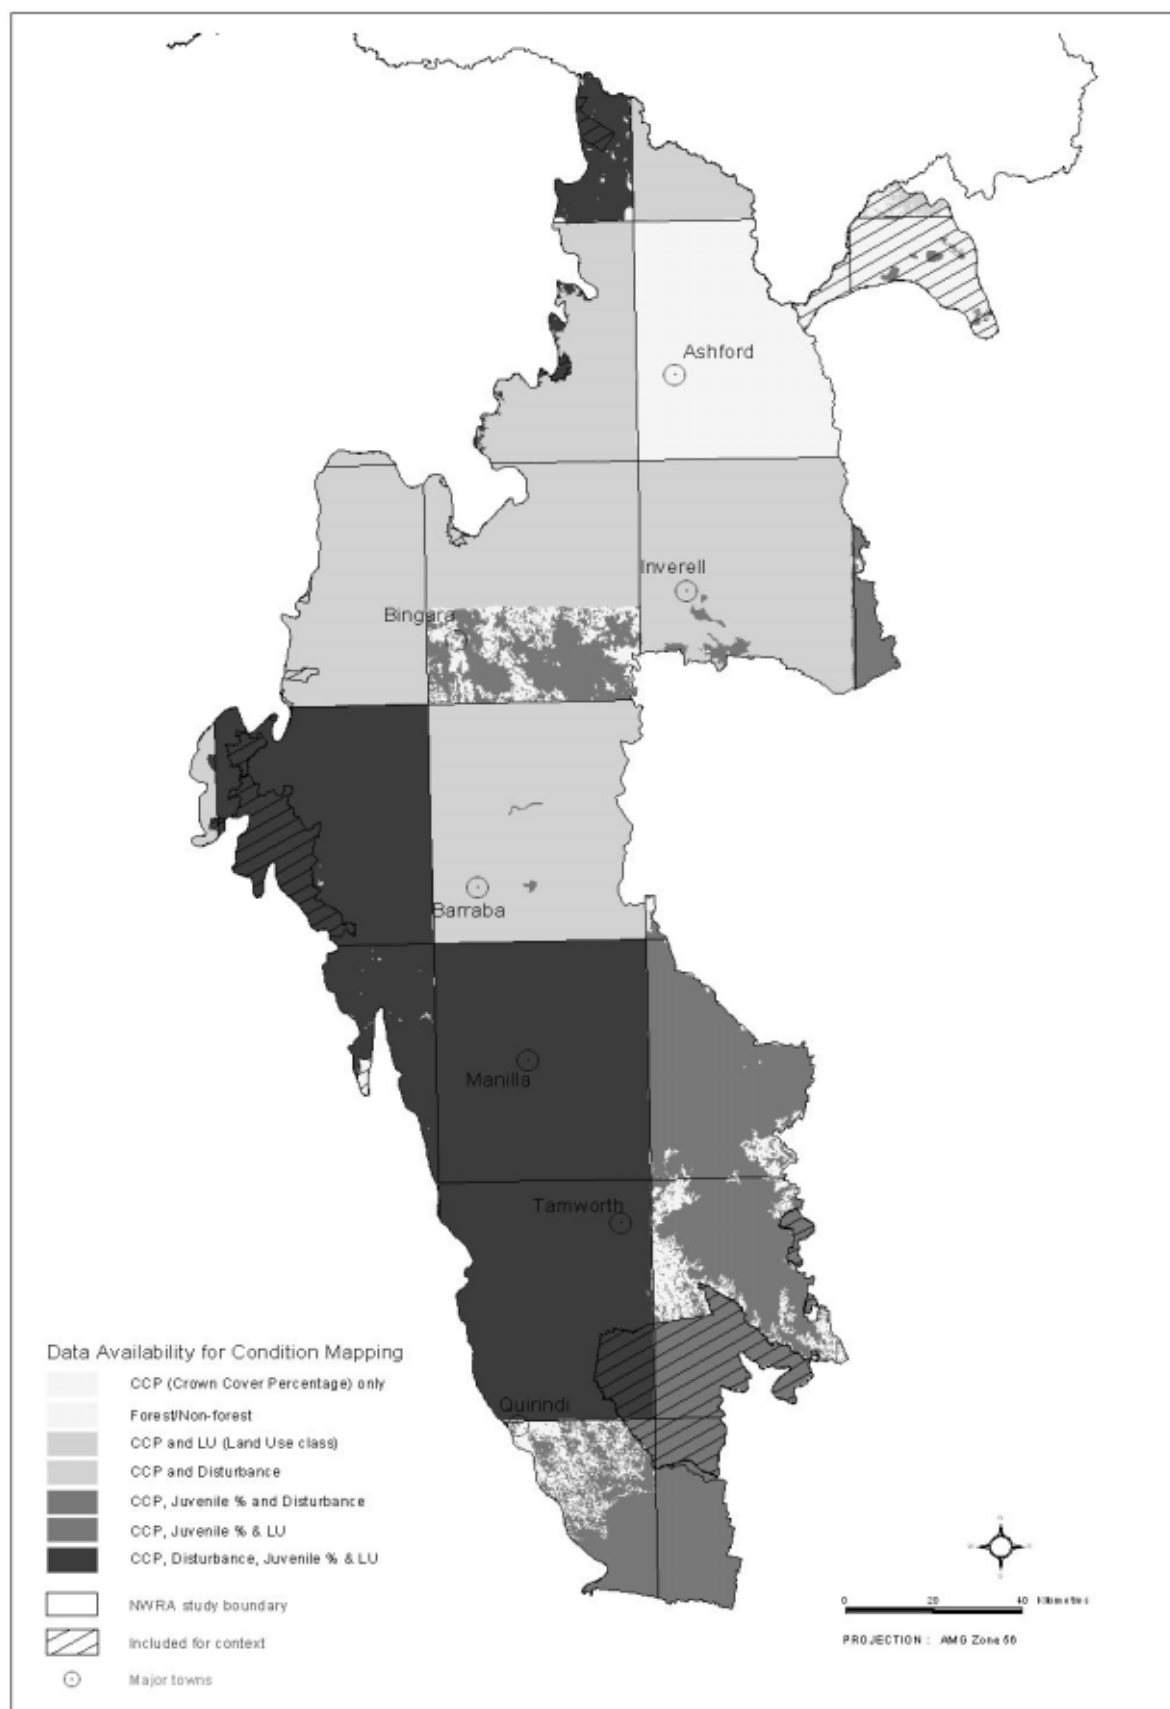 Ashford
Inverell
Bingara
Barraba
Manilla
Tamworth
Quirindi
Data Availability for Condition Mapping
CCP (Crown Cover Percentage) only
Forest/Non-forest
CCP and LU (Land Use class)
CCP and Disturbance
CCP, Juvenile % and Disturbance
CCP, Juvenile % & LU
CCP, Disturbance, Juvenile % & LU
NWRA study boundary
Included for context
Major towns
0 20 40 Kilometres
PROJECTION : AMG Zone 56